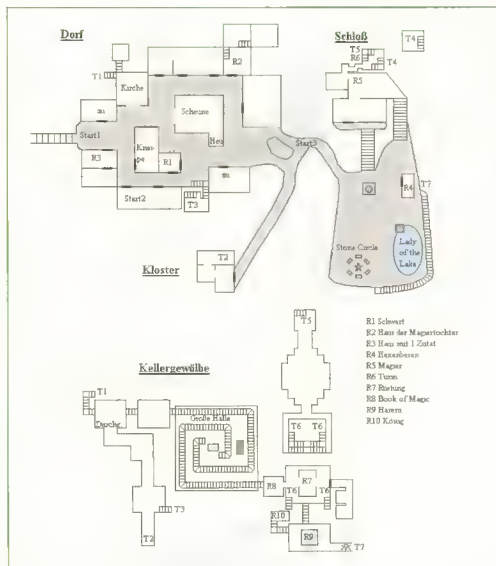 Dorf
Schloß
T4
R2
T5
R6
T4
T1
Kirche
R5
Scheune
Start1
Heu
Start3
R3
R1
R4
T7
Start2
T3
Stone Circle
Lady
of the
Lake
T2
Kloster
T5
R1 Schwert
R2 Haus der Magiertochter
R3 Haus mit 1 Zutat
R4 Hexenbesen
R5 Magier
R6 Turm
R7 Rüstung
R8 Book of Magic
R9 Harem
R10 König
Kellergewölbe
T1
Große Halle
T6
T6
R7
R8
T6
T6
T3
R10
R9
T7
T2